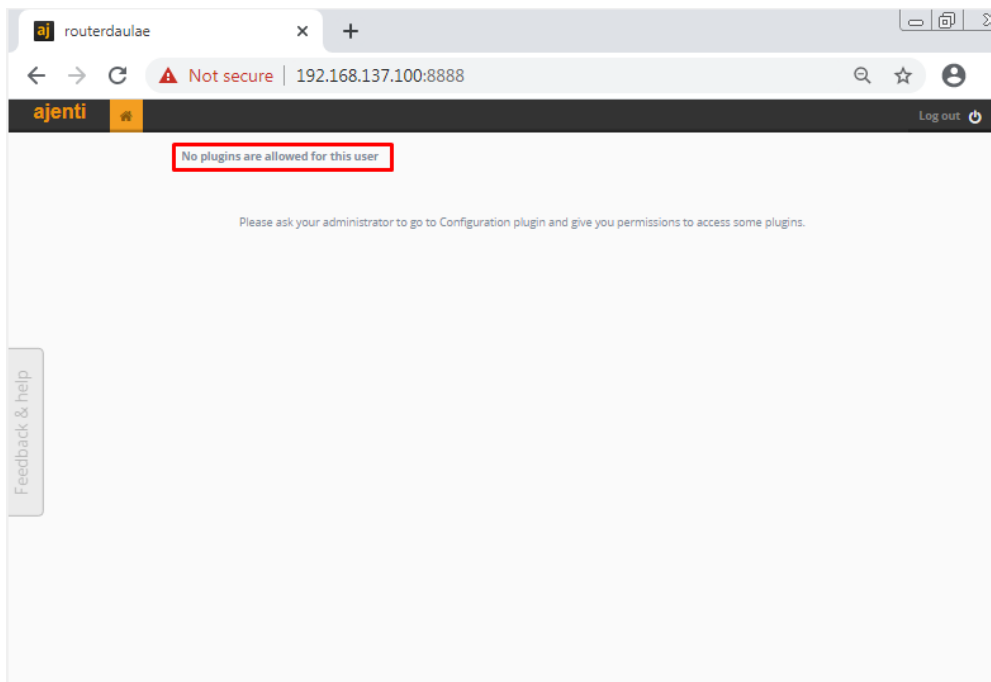 aj routerdaulae
Not secure | 192.168.137.100:8888
ajenti
Log out
No plugins are allowed for this user
Please ask your administrator to go to Configuration plugin and give you permissions to access some plugins.
Feedback & help